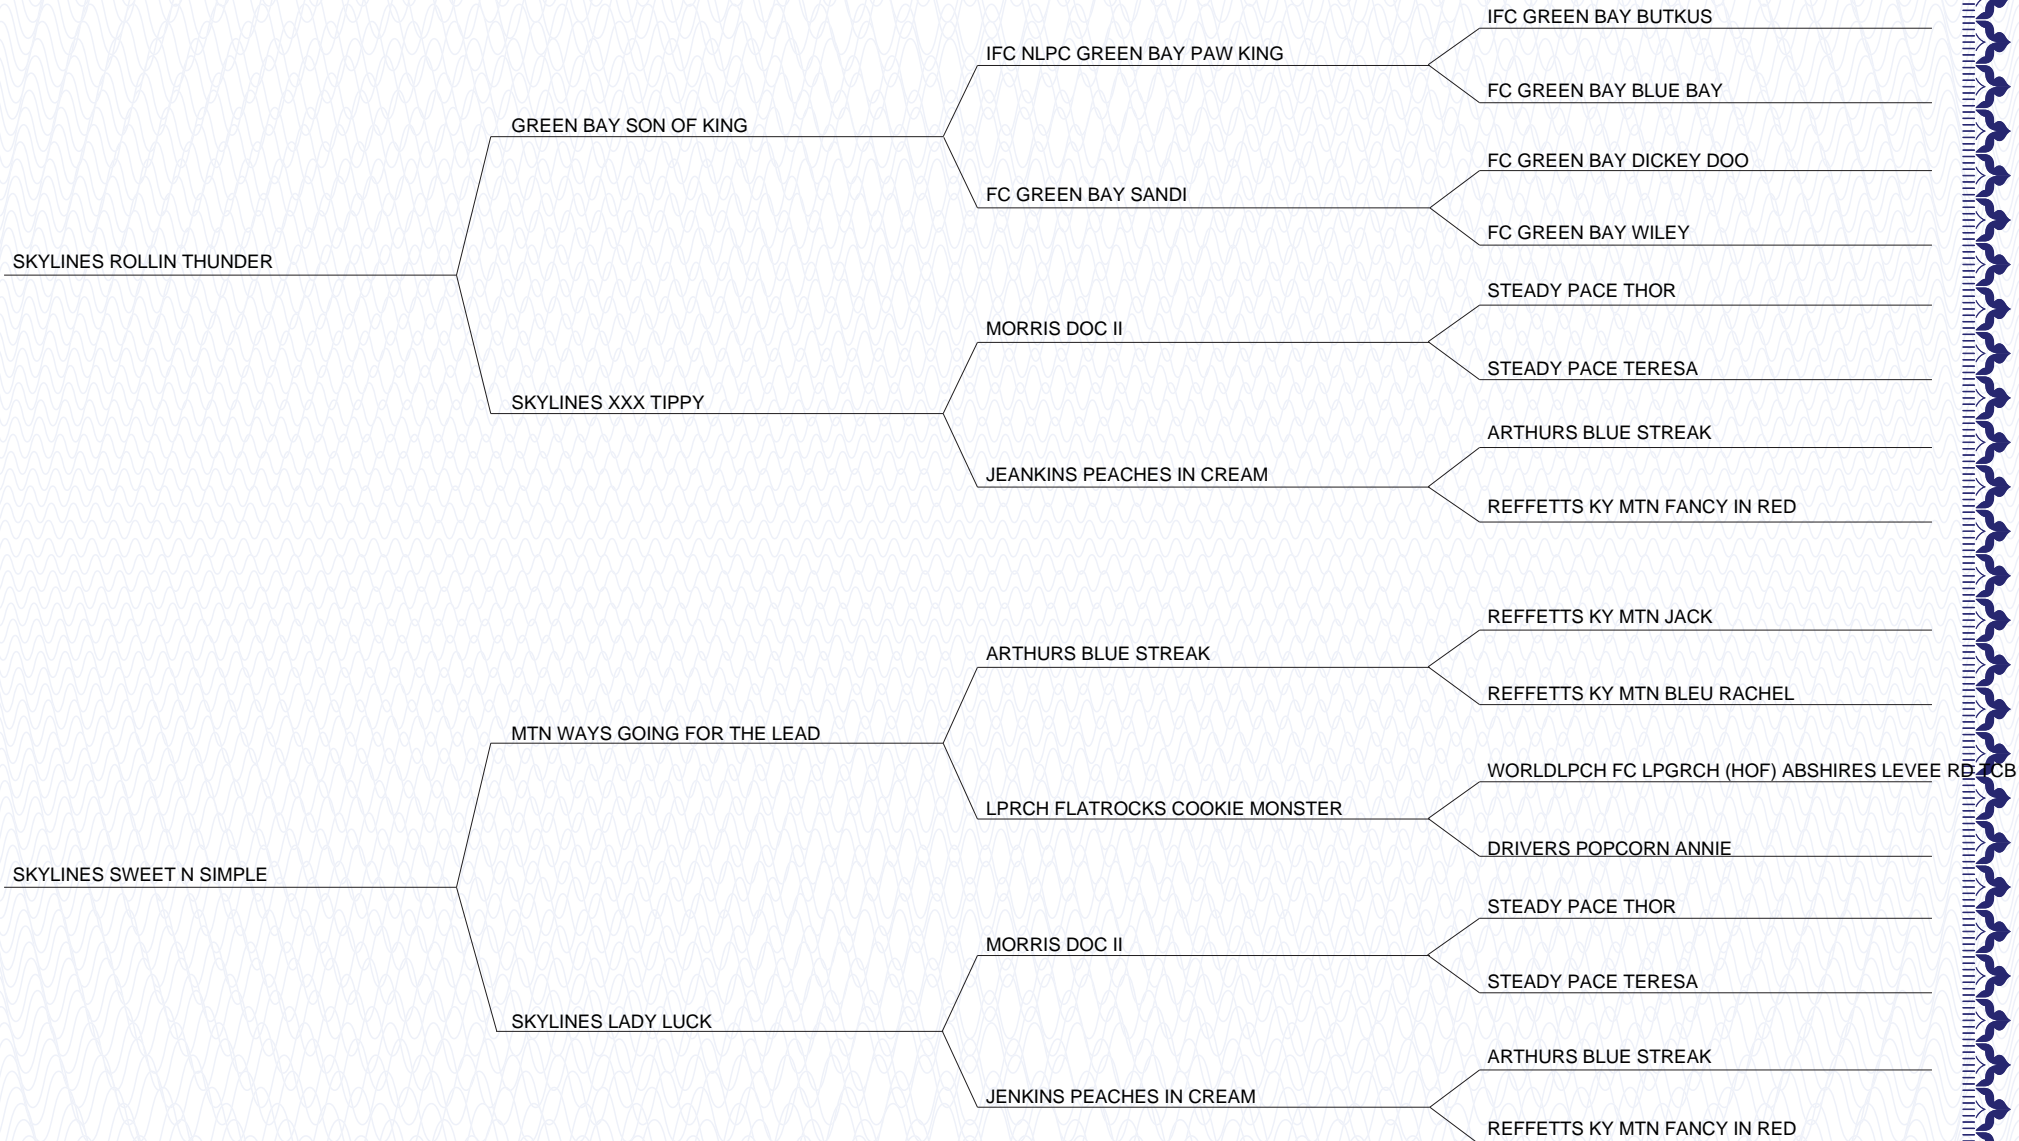 IFC GREEN BAY BUTKUS
IFC NLPC GREEN BAY PAW KING
FC GREEN BAY BLUE BAY
GREEN BAY SON OF KING
FC GREEN BAY DICKEY DOO
FC GREEN BAY SANDI
FC GREEN BAY WILEY
SKYLINES ROLLIN THUNDER
STEADY PACE THOR
MORRIS DOC II
STEADY PACE TERESA
SKYLINES XXX TIPPY
ARTHURS BLUE STREAK
JEANKINS PEACHES IN CREAM
REFFETTS KY MTN FANCY IN RED
REFFETTS KY MTN JACK
ARTHURS BLUE STREAK
REFFETTS KY MTN BLEU RACHEL
MTN WAYS GOING FOR THE LEAD
WORLDLPCH FC LPGRCH (HOF) ABSHIRES LEVEE RD TCB
LPRCH FLATROCKS COOKIE MONSTER
DRIVERS POPCORN ANNIE
SKYLINES SWEET N SIMPLE
STEADY PACE THOR
MORRIS DOC II
STEADY PACE TERESA
SKYLINES LADY LUCK
ARTHURS BLUE STREAK
JENKINS PEACHES IN CREAM
REFFETTS KY MTN FANCY IN RED